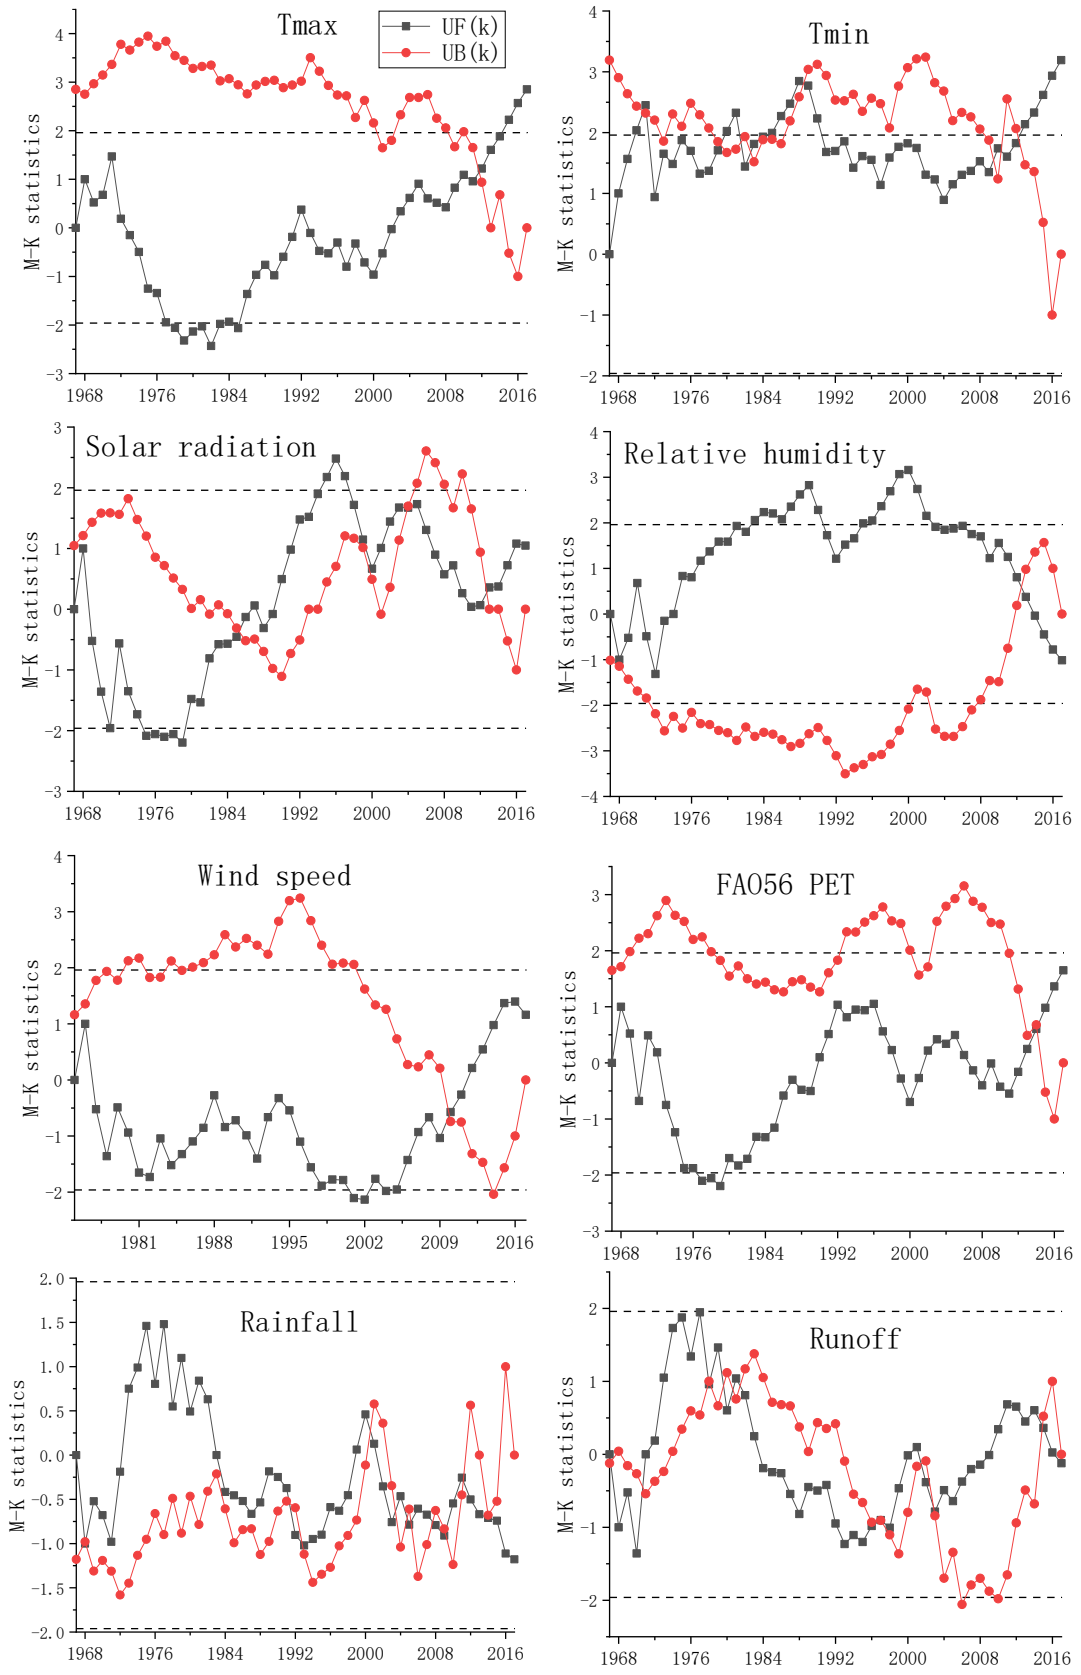 Tmax
UF(k)
UB(k)
M-K statistics
4
3
2
1
0
-1
-2
-3
1968 1976 1984 1992 2000 2008 2016
Tmin
M-K statistics
3
2
1
0
-1
-2
1968 1976 1984 1992 2000 2008 2016
Solar radiation
M-K statistics
3
2
1
0
-1
-2
-3
1968 1976 1984 1992 2000 2008 2016
Relative humidity
M-K statistics
4
3
2
1
0
-1
-2
-3
-4
1968 1976 1984 1992 2000 2008 2016
Wind speed
M-K statistics
4
3
2
1
0
-1
-2
1981 1988 1995 2002 2009 2016
FAO56 PET
M-K statistics
3
2
1
0
-1
-2
-3
1968 1976 1984 1992 2000 2008 2016
Rainfall
M-K statistics
2.0
1.5
1.0
0.5
0.0
-0.5
-1.0
-1.5
-2.0
1968 1976 1984 1992 2000 2008 2016
Runoff
M-K statistics
2
1
0
-1
-2
1968 1976 1984 1992 2000 2008 2016